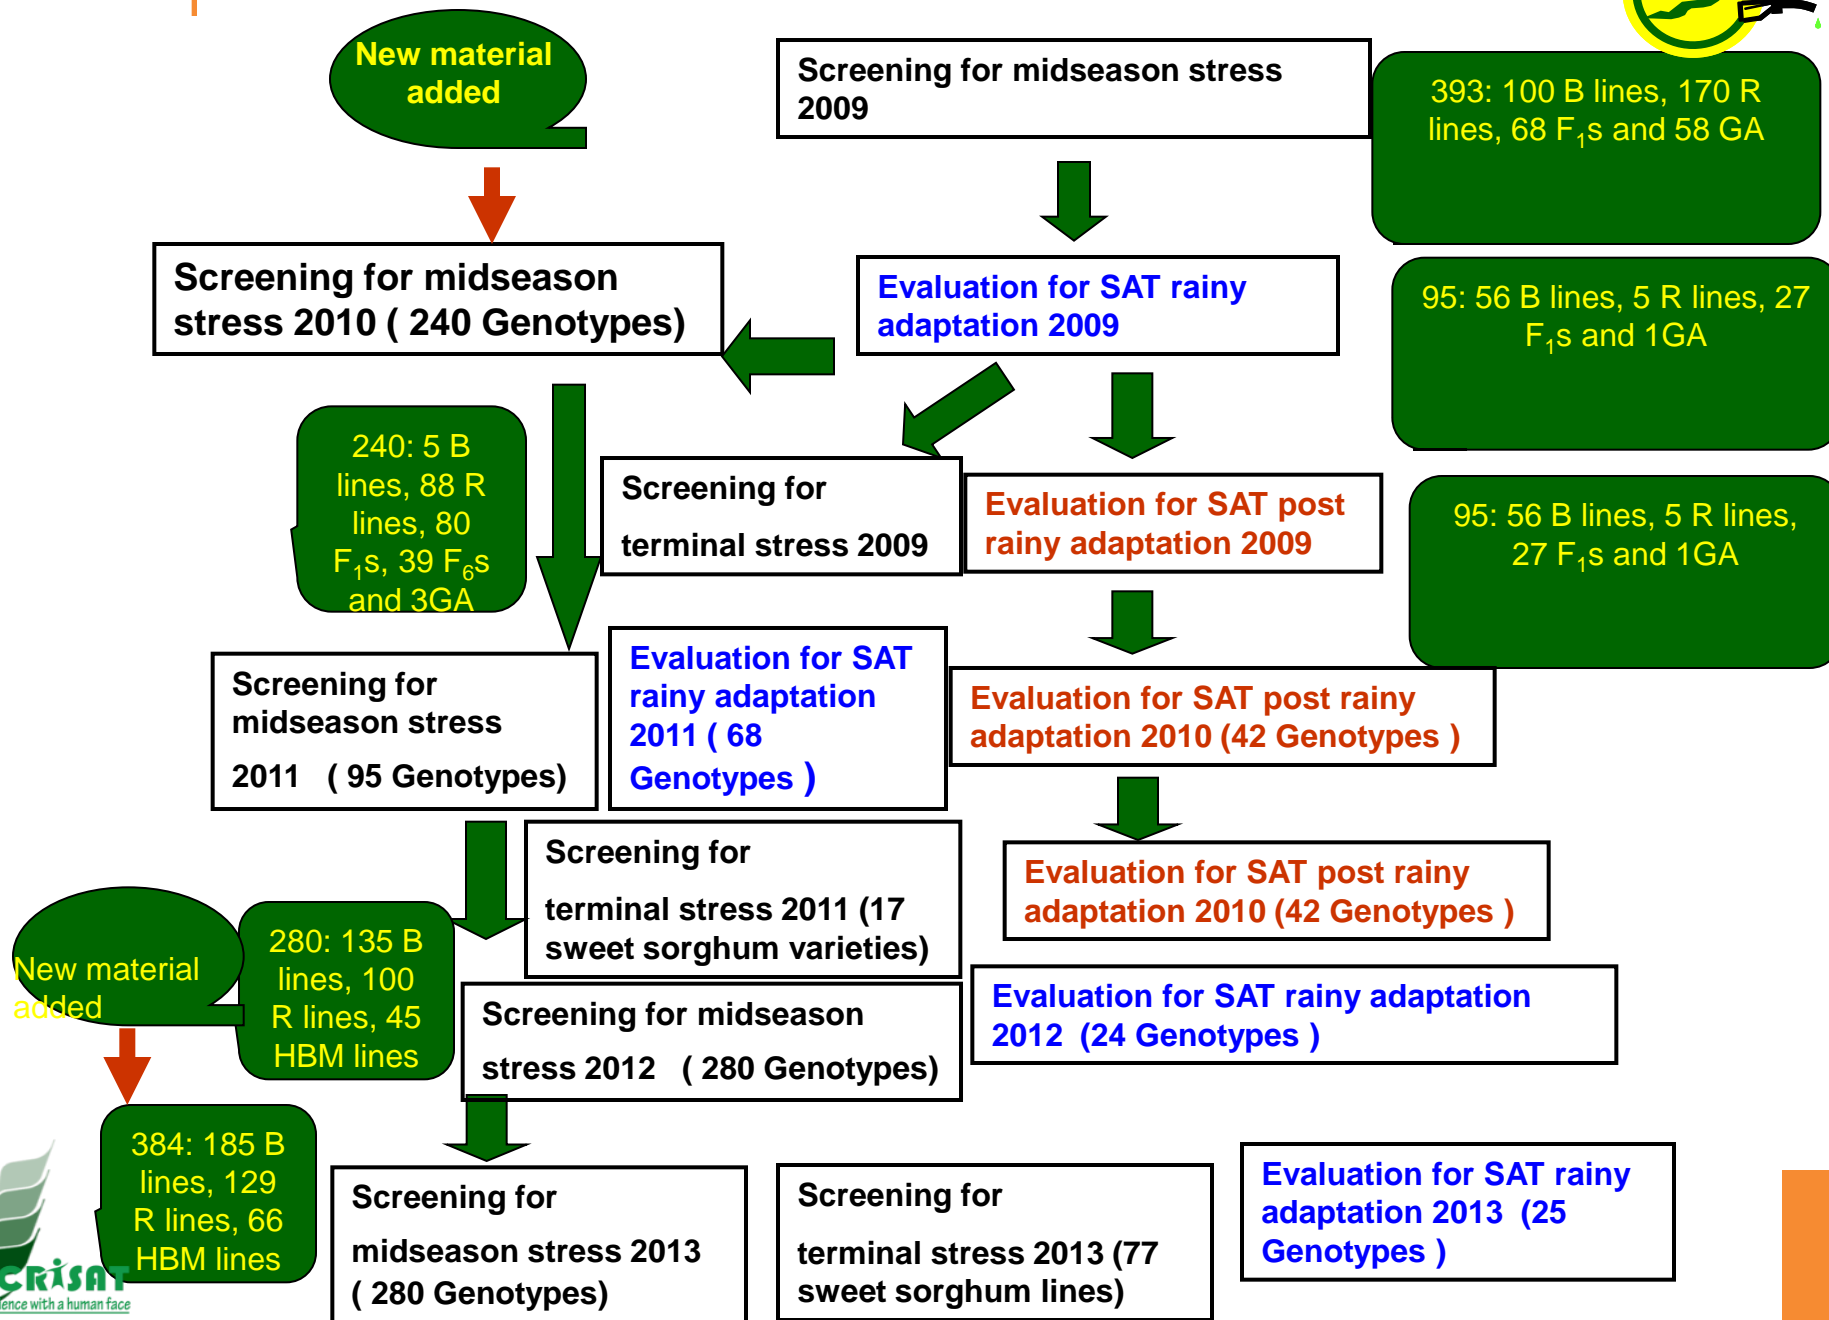 New material
added
Screening for midseason stress
2009
393: 100 B lines, 170 R
lines, 68 F₁s and 58 GA
Screening for midseason
stress 2010 ( 240 Genotypes)
Evaluation for SAT rainy
adaptation 2009
95: 56 B lines, 5 R lines, 27
F₁s and 1GA
240: 5 B
lines, 88 R
lines, 80
F₁s, 39 F₆s
and 3GA
Screening for
terminal stress 2009
Evaluation for SAT post
rainy adaptation 2009
95: 56 B lines, 5 R lines,
27 F₁s and 1GA
Screening for
midseason stress
2011 ( 95 Genotypes)
Evaluation for SAT
rainy adaptation
2011 ( 68
Genotypes )
Evaluation for SAT post rainy
adaptation 2010 (42 Genotypes )
Screening for
terminal stress 2011 (17
sweet sorghum varieties)
Evaluation for SAT post rainy
adaptation 2010 (42 Genotypes )
New material
added
280: 135 B
lines, 100
R lines, 45
HBM lines
Screening for midseason
stress 2012 ( 280 Genotypes)
Evaluation for SAT rainy adaptation
2012 (24 Genotypes )
384: 185 B
lines, 129
R lines, 66
HBM lines
Screening for
midseason stress 2013
( 280 Genotypes)
Screening for
terminal stress 2013 (77
sweet sorghum lines)
Evaluation for SAT rainy
adaptation 2013 (25
Genotypes )
CRiSAT
ience with a human face